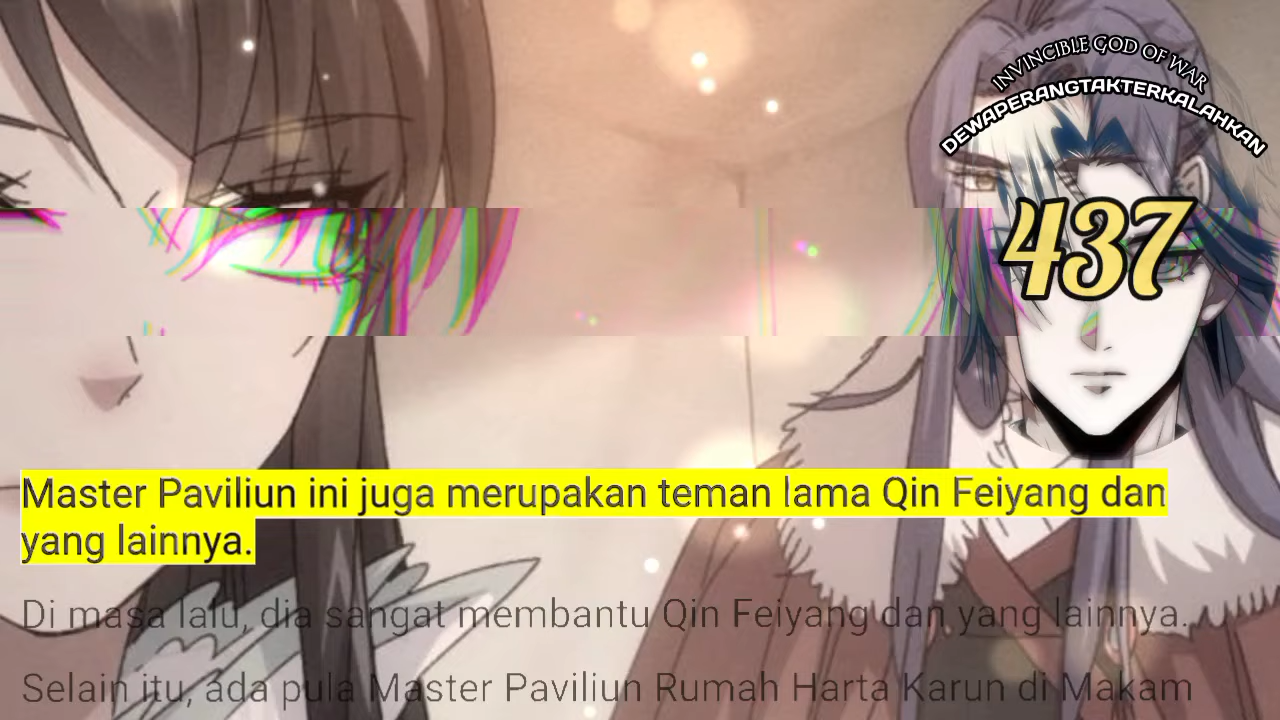 INVINCIBLE GOD OF WAR
DEWAPERANGTAKTERKALAHKAN
437
Master Paviliun ini juga merupakan teman lama Qin Feiyang dan
yang lainnya.
Di masa lalu, dia sangat membantu Qin Feiyang dan yang lainnya.
Selain itu, ada pula Master Paviliun Rumah Harta Karun di Makam